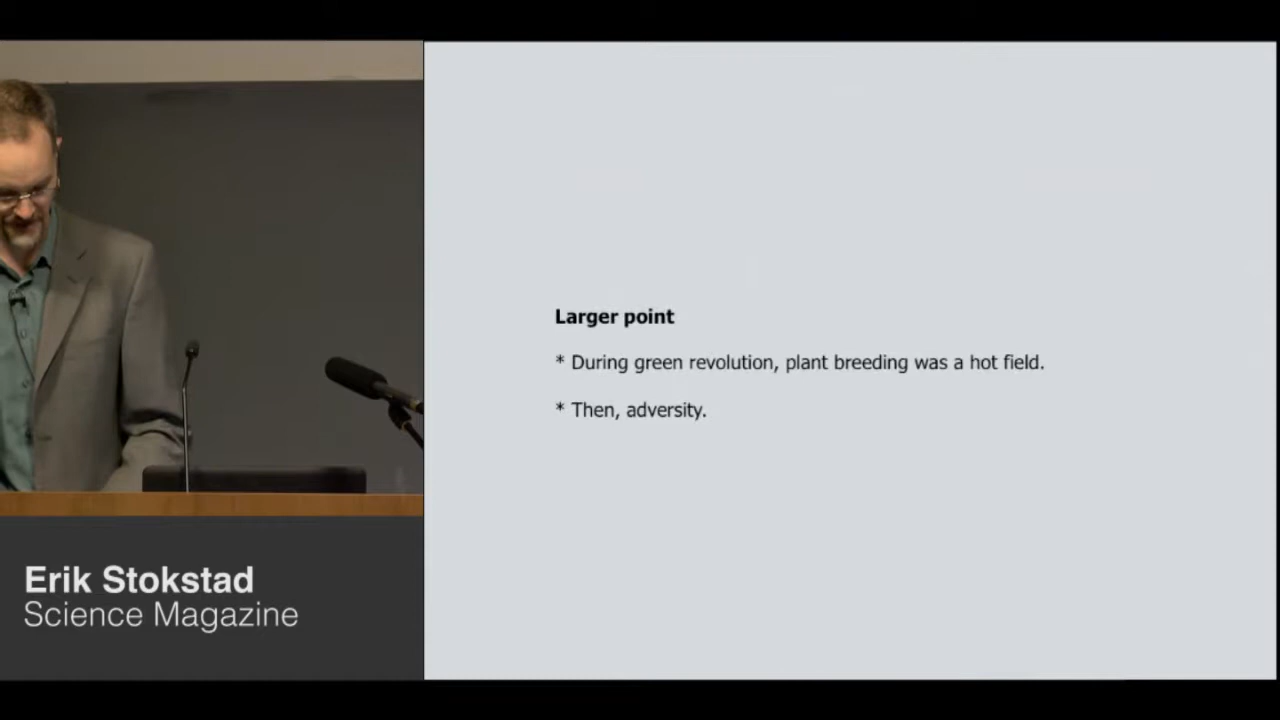 Larger point
* During green revolution, plant breeding was a hot field.
* Then, adversity.
Erik Stokstad
Science Magazine